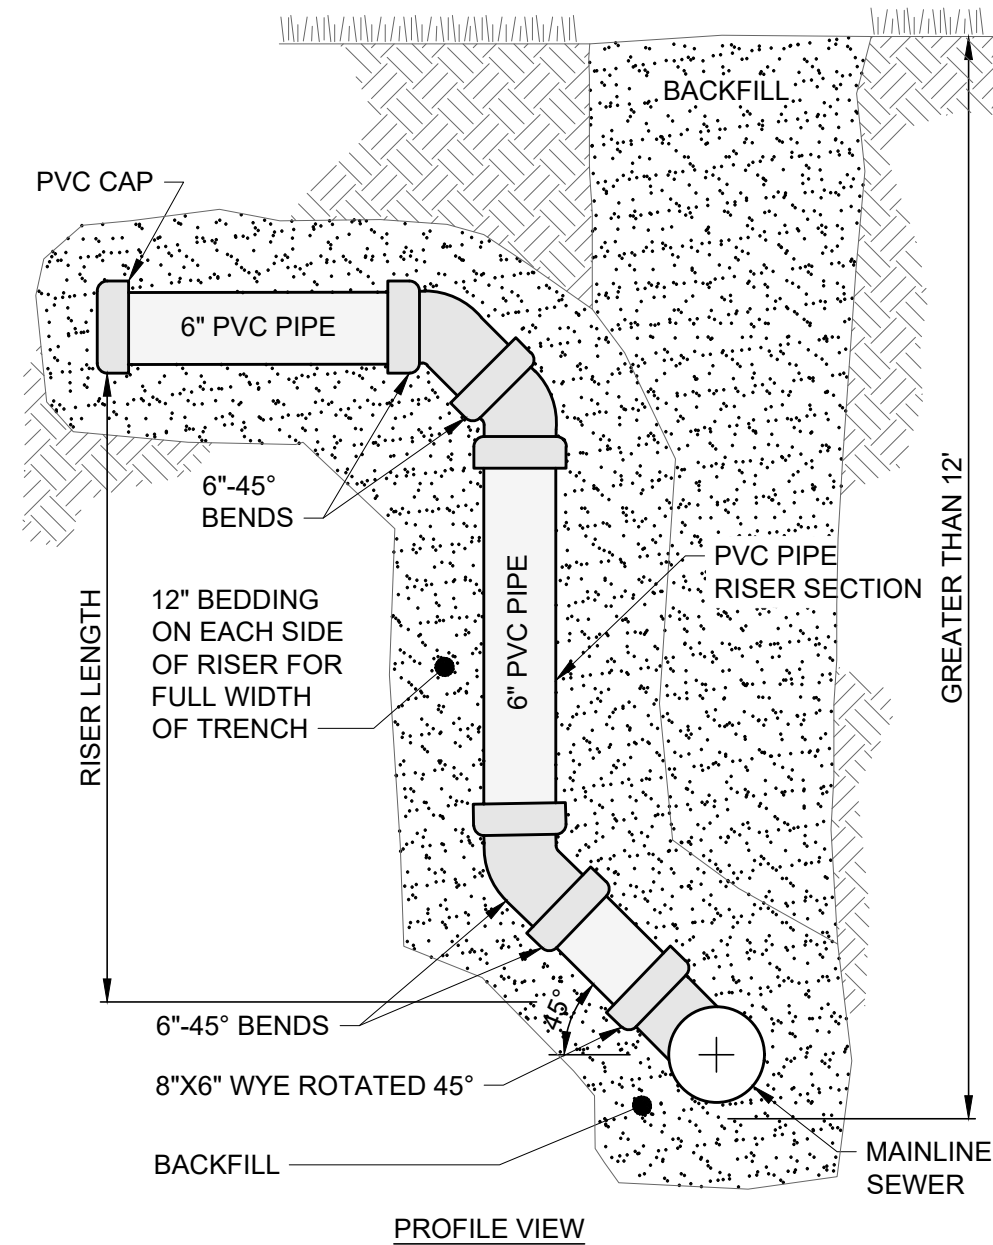 BACKFILL
PVC CAP
6" PVC PIPE
6"-45°
BENDS
PVC PIPE
RISER SECTION
GREATER THAN 12'
6" PVC PIPE
RISER LENGTH
12" BEDDING
ON EACH SIDE
OF RISER FOR
FULL WIDTH
OF TRENCH
45°
6"-45° BENDS
8"X6" WYE ROTATED 45°
BACKFILL
MAINLINE
SEWER
PROFILE VIEW